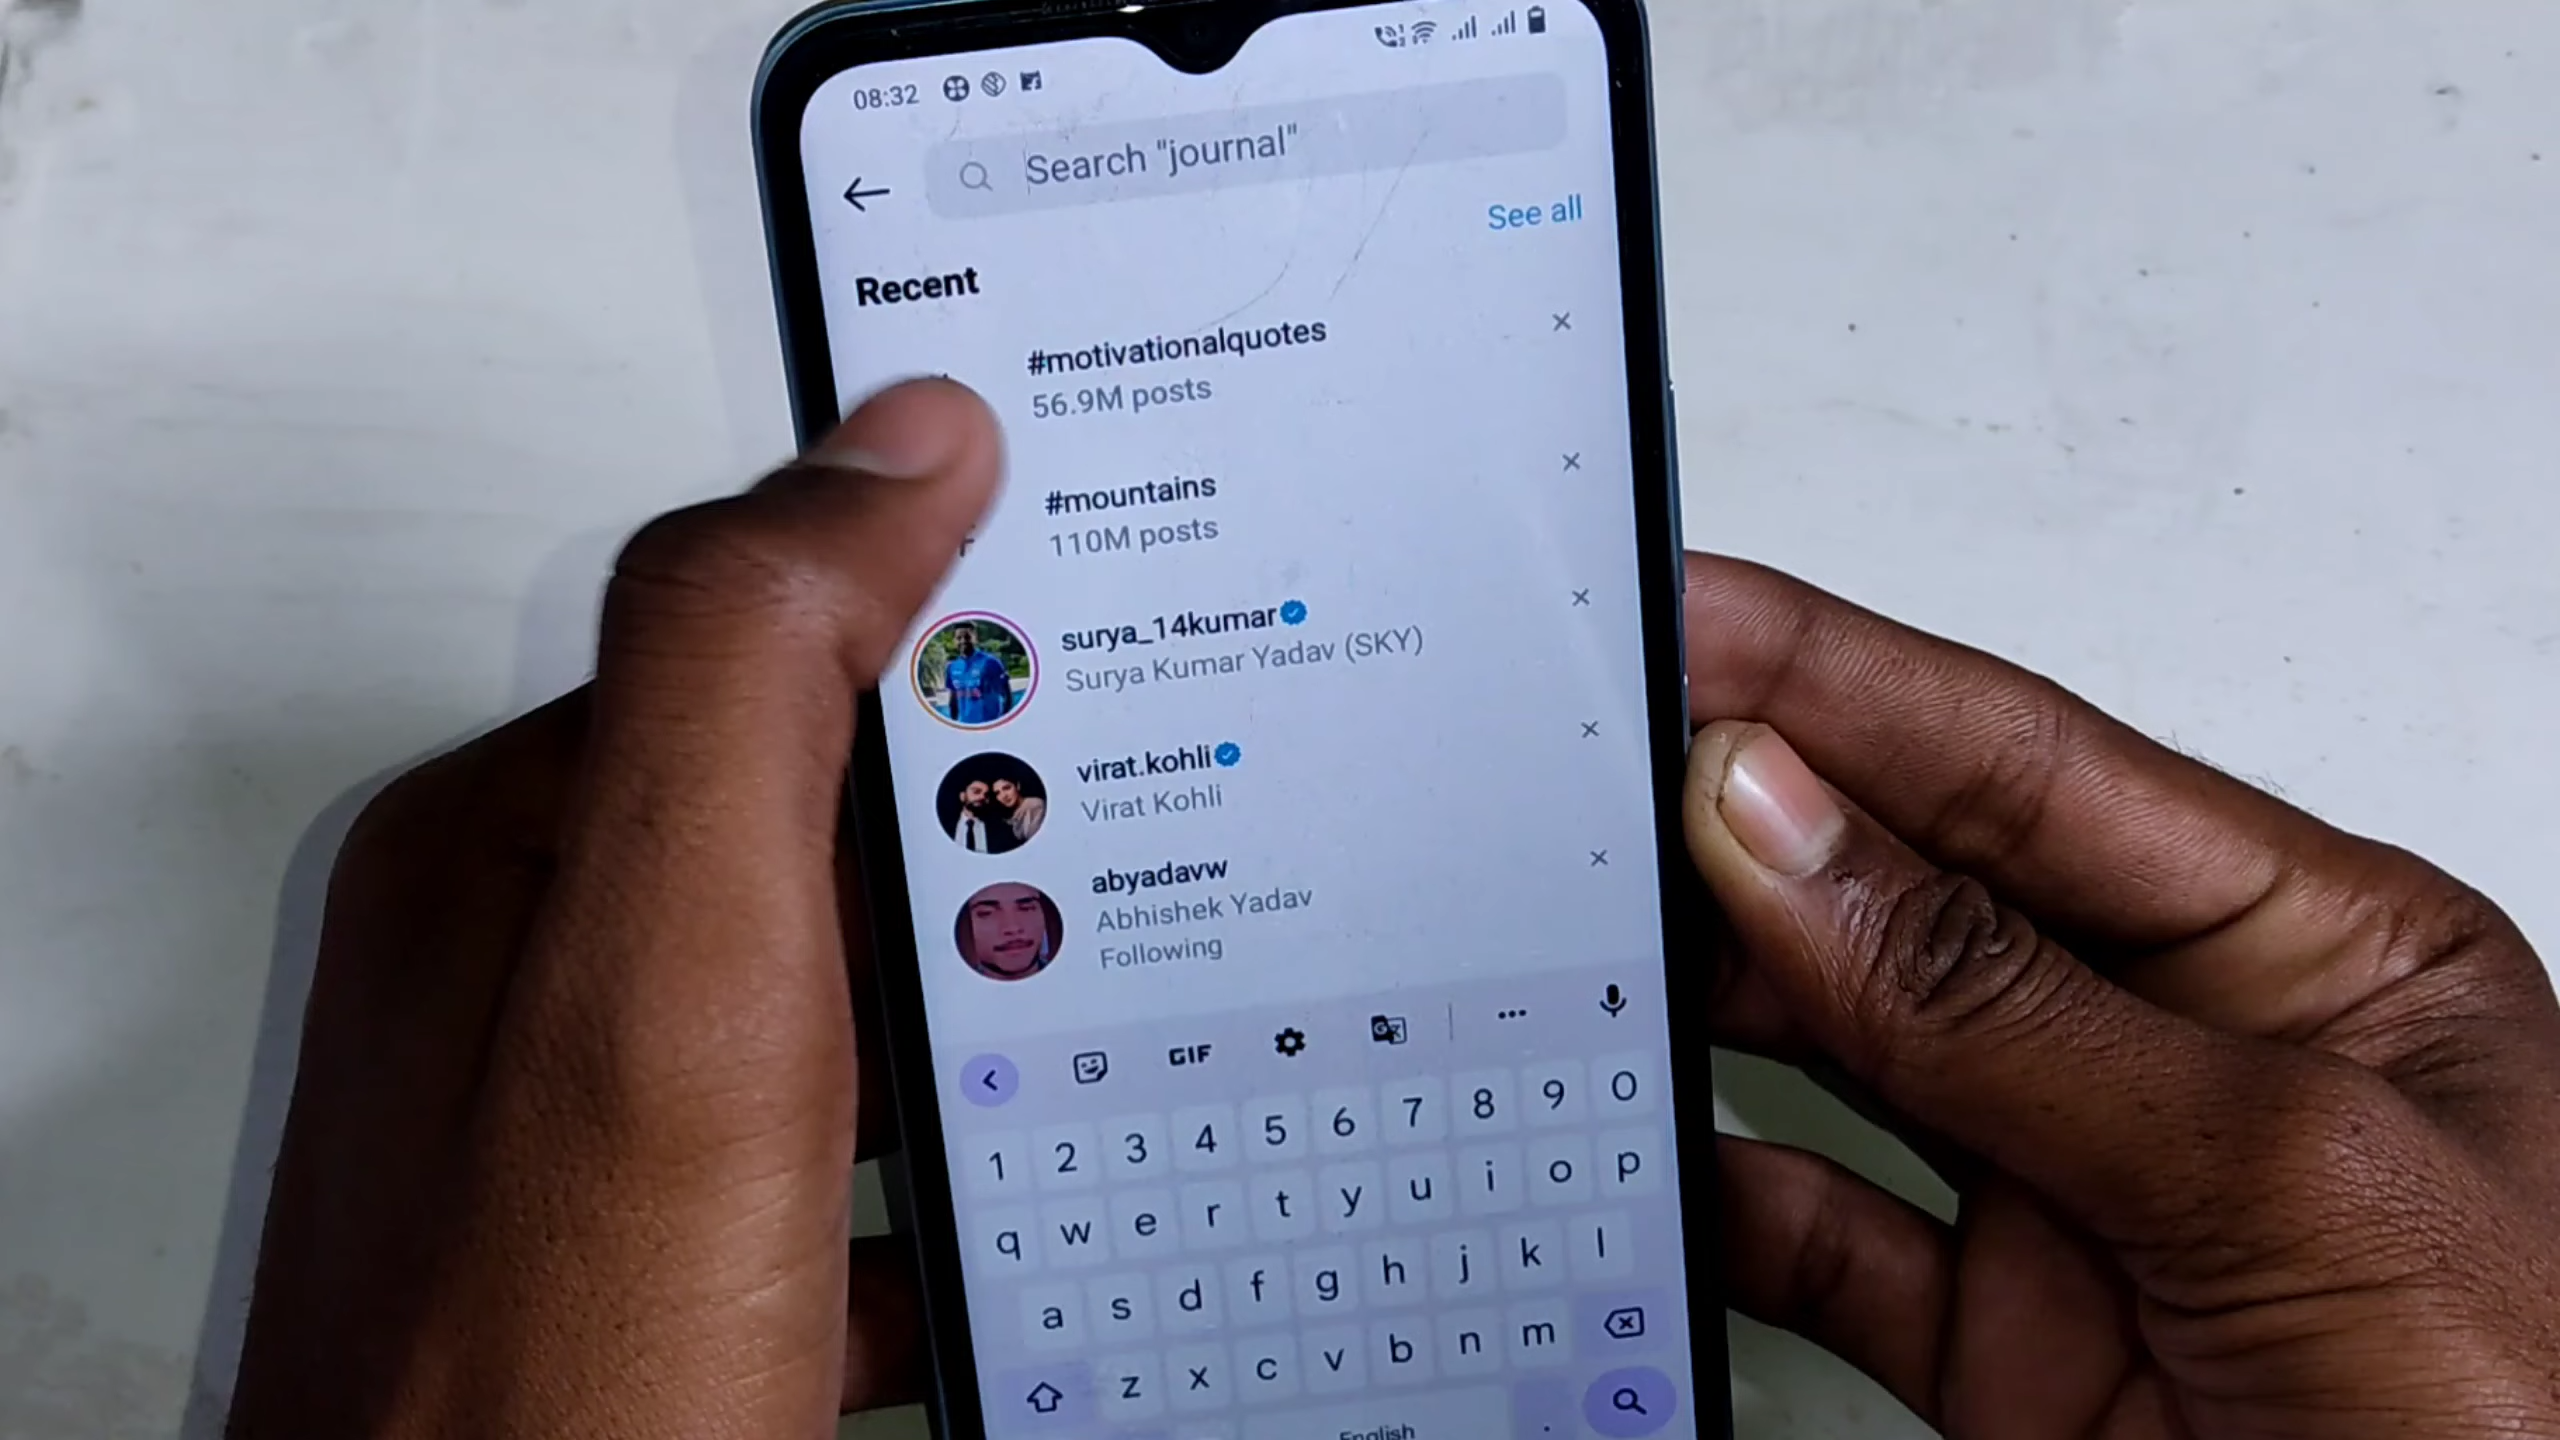 08:32
Search "journal"
See all
Recent
#motivationalquotes
56.9M posts
#mountains
110M posts
surya_14kumar
Surya Kumar Yadav (SKY)
virat.kohli
Virat Kohli
abyadavw
Abhishek Yadav
Following
GIF
1 2 3 4 5 6 7 8 9 0
q w e r t y u i o p
a s d f g h j k l
z x c v b n m
English .